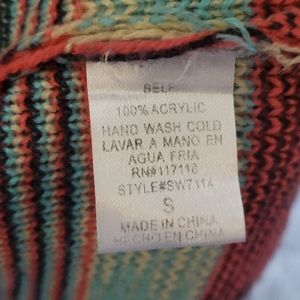 SELF
100% ACRYLIC
HAND WASH COLD
LAVAR A MANO EN
AGUA FRIA
RN#117118
STYLE#SW7114
S
MADE IN CHINA
HECHO EN CHINA